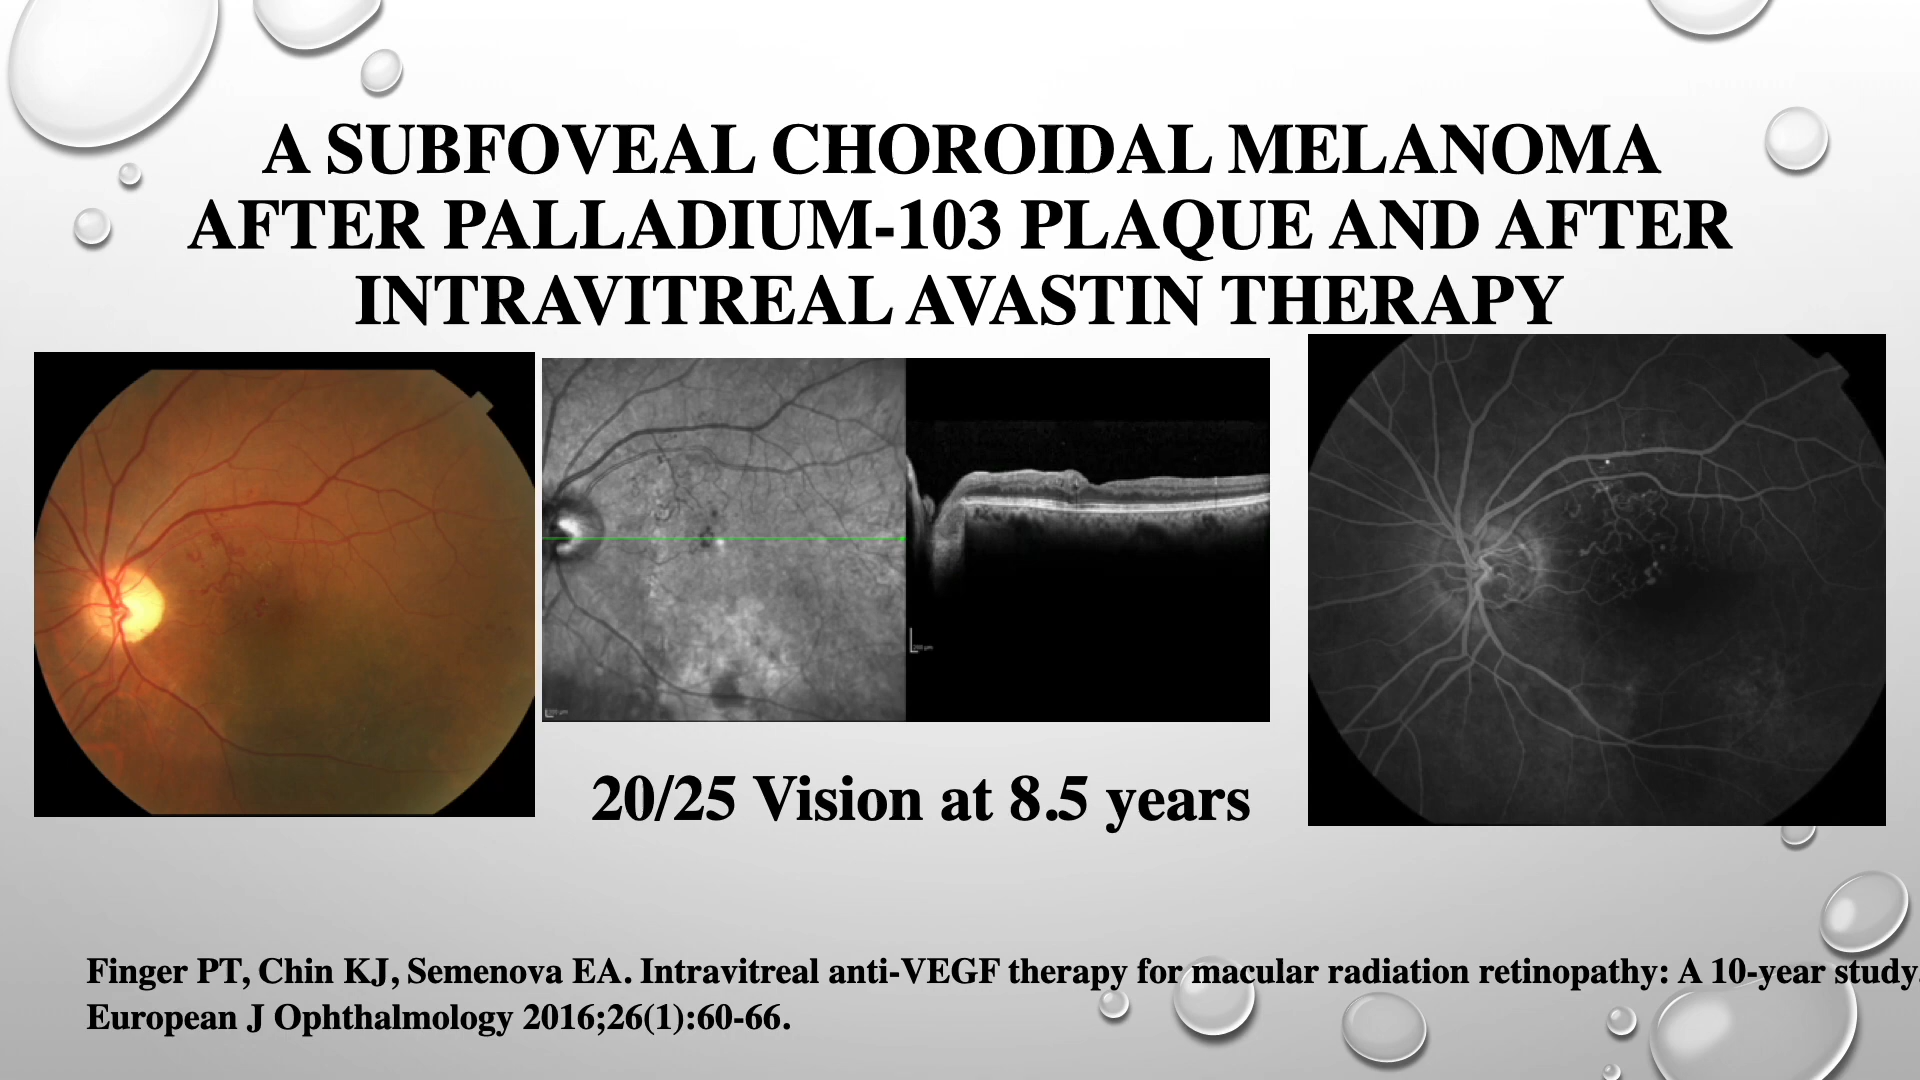 A SUBFOVEAL CHOROIDAL MELANOMA
AFTER PALLADIUM-103 PLAQUE AND AFTER
INTRAVITREAL AVASTIN THERAPY
20/25 Vision at 8.5 years
Finger PT, Chin KJ, Semenova EA. Intravitreal anti-VEGF therapy for macular radiation retinopathy: A 10-year study.
European J Ophthalmology 2016;26(1):60-66.